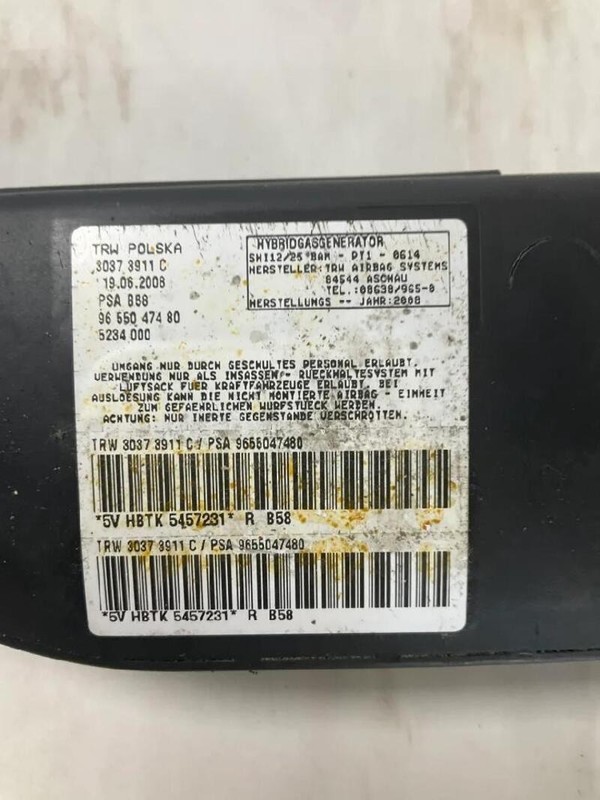 TRW POLSKA
3037 3911 C
19.06.2008
PSA B58
96 550 474 80
5234 000
HYBRIDGASGENERATOR
SHI12/25 BAM - PT1 - 0614
HERSTELLER: TRW AIRBAG SYSTEMS
84544 ASCHAU
TEL.:08638/965-0
HERSTELLUNGS - JAHR:2008
UMGANG NUR DURCH GESCHULTES PERSONAL ERLAUBT.
VERWENDUNG NUR ALS INSASSEN - RUECKHALTESYSTEM MIT
LUFTSACK FUER KRAFTFAHRZEUGE ERLAUBT. BEI
AUSLOESUNG KANN DIE NICHT MONTIERTE AIRBAG - EINHEIT
ZUM GEFAEHRLICHEN WURFSTUECK WERDEN.
ACHTUNG: NUR INERTE GEGENSTAENDE VERSCHROTTEN.
TRW 3037 3911 C / PSA 9655047480
*5V HBTK 5457231* R B58
TRW 3037 3911 C / PSA 9655047480
*5V HBTK 5457231* R B58